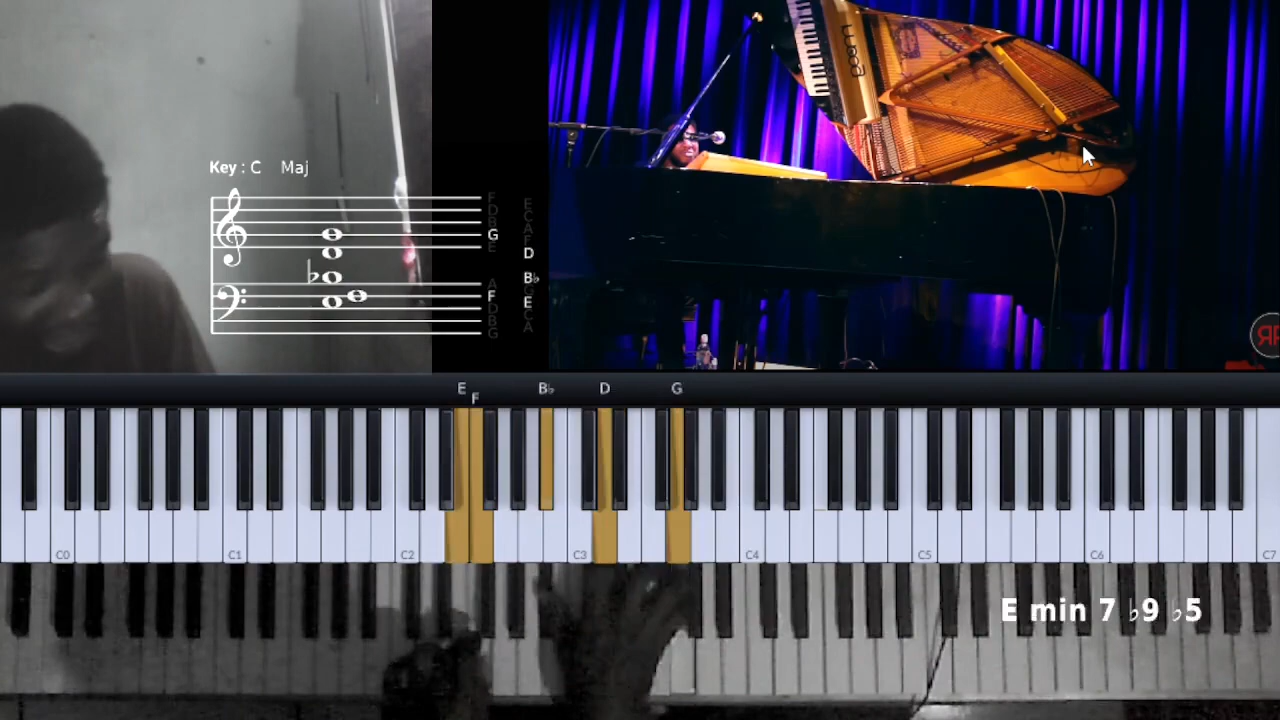 Key : C Maj
F
D
B
G
E
A
F
D
B
G
E
C
A
F
D
B♭
G
E
C
A
E F B♭ D G
C0 C1 C2 C3 C4 C5 C6 C7
E min 7 ♭9 ♭5